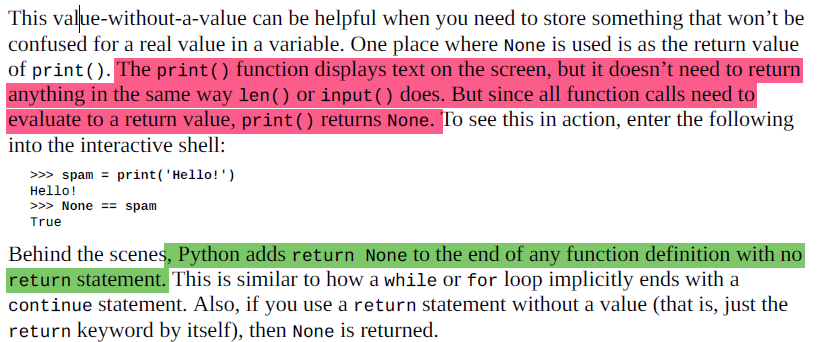 This value-without-a-value can be helpful when you need to store something that won’t be
confused for a real value in a variable. One place where None is used is as the return value
of print(). The print() function displays text on the screen, but it doesn’t need to return
anything in the same way len() or input() does. But since all function calls need to
evaluate to a return value, print() returns None. To see this in action, enter the following
into the interactive shell:
>>> spam = print('Hello!')
Hello!
>>> None == spam
True
Behind the scenes, Python adds return None to the end of any function definition with no
return statement. This is similar to how a while or for loop implicitly ends with a
continue statement. Also, if you use a return statement without a value (that is, just the
return keyword by itself), then None is returned.